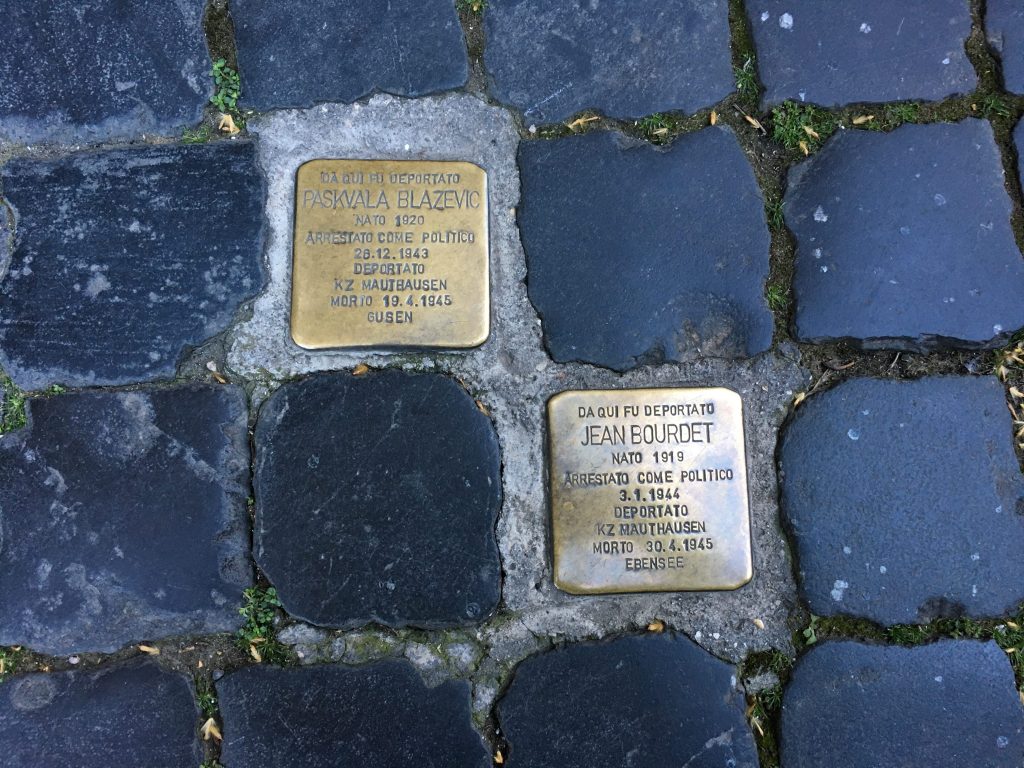 DA QUI FU DEPORTATO
PASKVALA BLAZEVIC
NATO 1920
ARRESTATO COME POLITICO
28.12.1943
DEPORTATO
KZ MAUTHAUSEN
MORTO 19.4.1945
GUSEN
DA QUI FU DEPORTATO
JEAN BOURDET
NATO 1919
ARRESTATO COME POLITICO
3.1.1944
DEPORTATO
KZ MAUTHAUSEN
MORTO 30.4.1945
EBENSEE